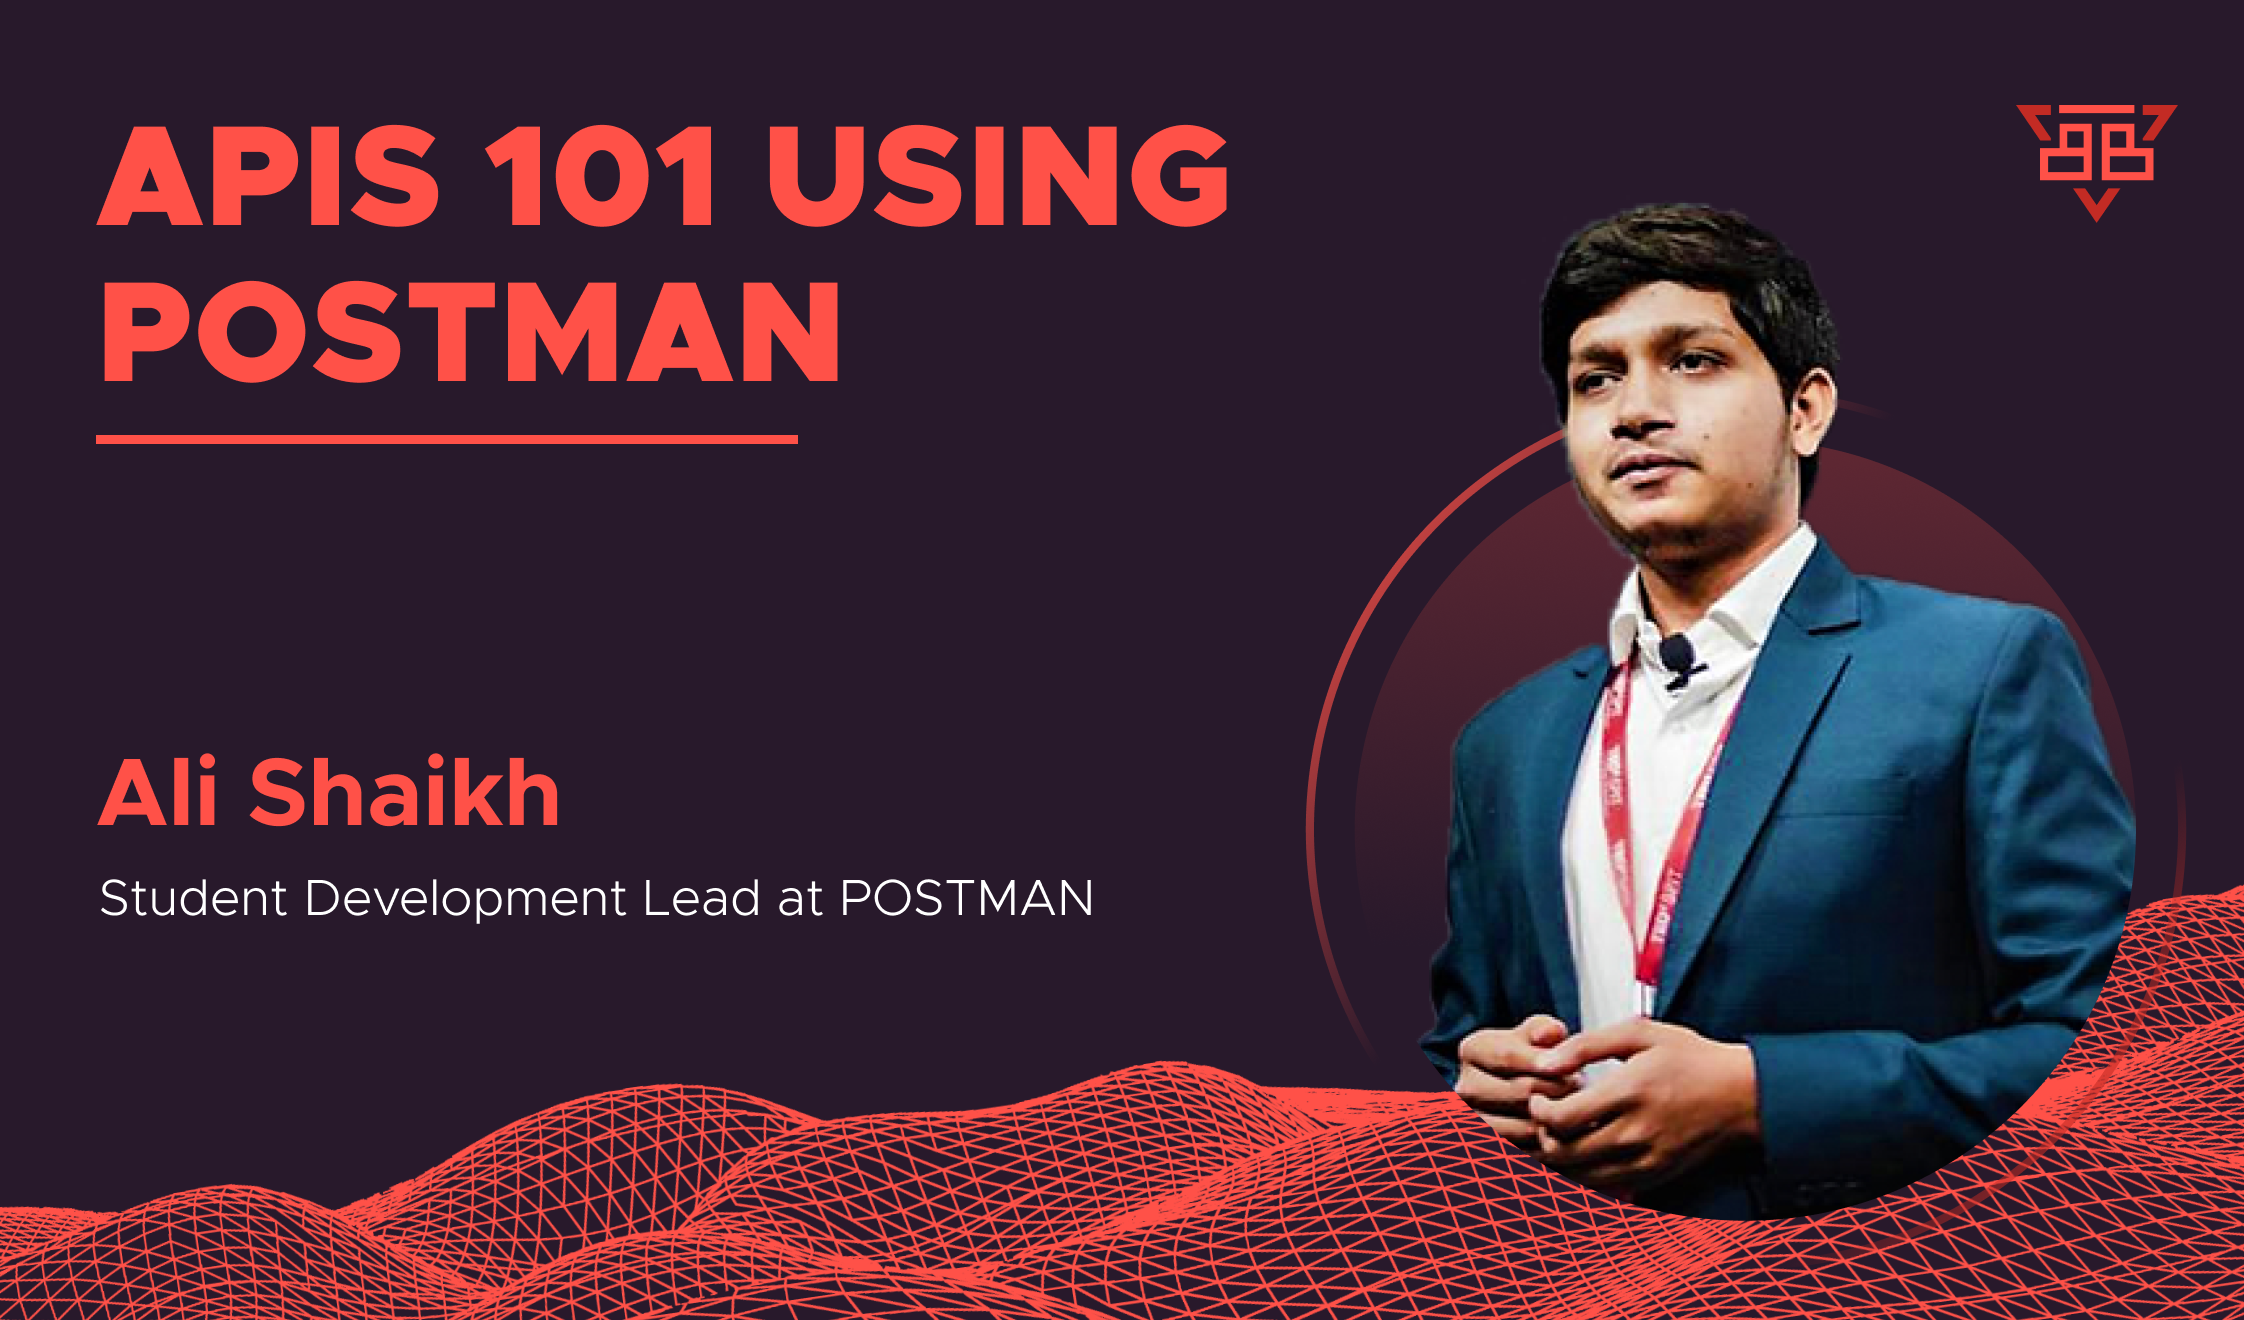 APIS 101 USING
POSTMAN
Ali Shaikh
Student Development Lead at POSTMAN